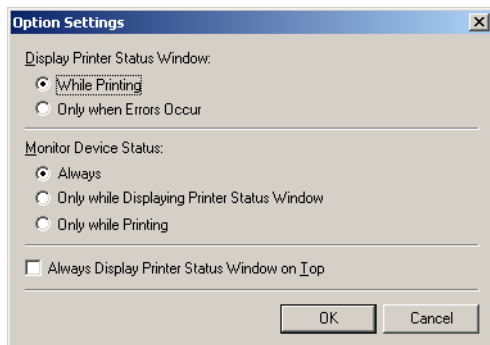 Option Settings
Display Printer Status Window:
While Printing
Only when Errors Occur
Monitor Device Status:
Always
Only while Displaying Printer Status Window
Only while Printing
Always Display Printer Status Window on Top
OK Cancel